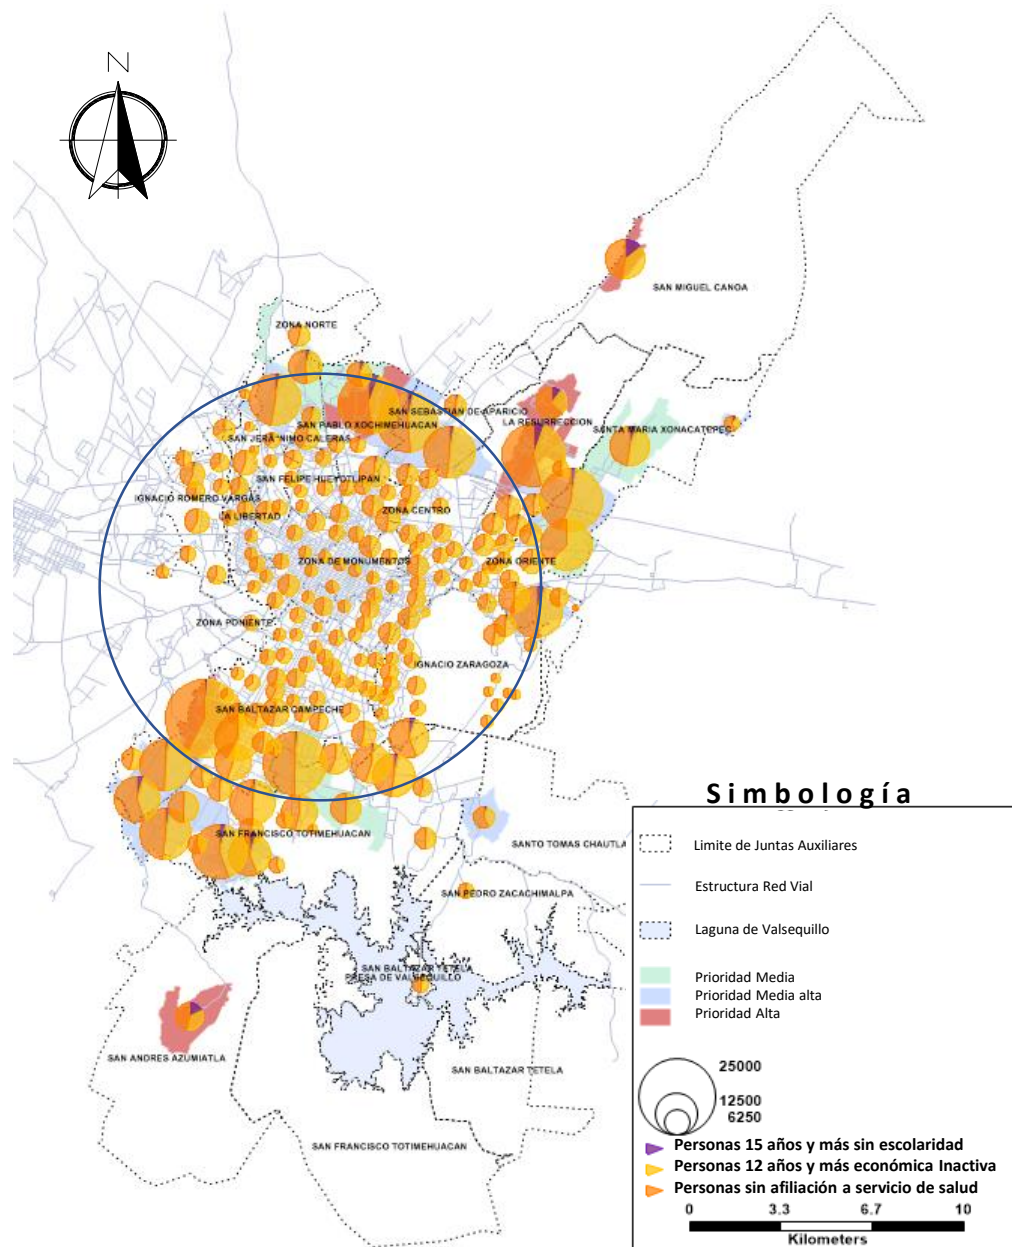 N
SAN MIGUEL CANOA
ZONA NORTE
SAN SEBASTIAN DE APARICIO
LA RESURRECCION
SAN PABLO XOCHIMEHUACAN
SANTA MARIA XONACATEPEC
SAN JERÃ“NIMO CALERAS
SAN FELIPE HUEYOTLIPAN
IGNACIO ROMERO VARGAS
ZONA CENTRO
LA LIBERTAD
ZONA DE MONUMENTOS
ZONA ORIENTE
ZONA PONIENTE
IGNACIO ZARAGOZA
SAN BALTAZAR CAMPECHE
SAN FRANCISCO TOTIMEHUACAN
SANTO TOMAS CHAUTLA
SAN PEDRO ZACACHIMALPA
SAN BALTAZAR TETELA
PRESA DE VALSEQUILLO
SAN ANDRES AZUMIATLA
SAN BALTAZAR TETELA
SAN FRANCISCO TOTIMEHUACAN
Simbología
Limite de Juntas Auxiliares
Estructura Red Vial
Laguna de Valsequillo
Prioridad Media
Prioridad Media alta
Prioridad Alta
25000
12500
6250
Personas 15 años y más sin escolaridad
Personas 12 años y más económica Inactiva
Personas sin afiliación a servicio de salud
0 3.3 6.7 10
Kilometers